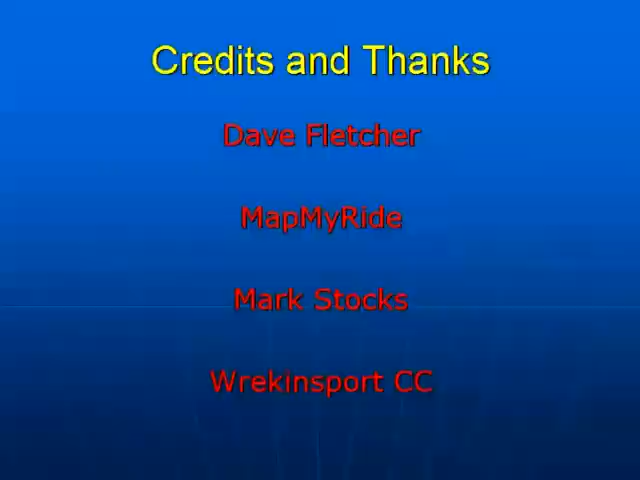 Credits and Thanks
Dave Fletcher
MapMyRide
Mark Stocks
Wrekinsport CC